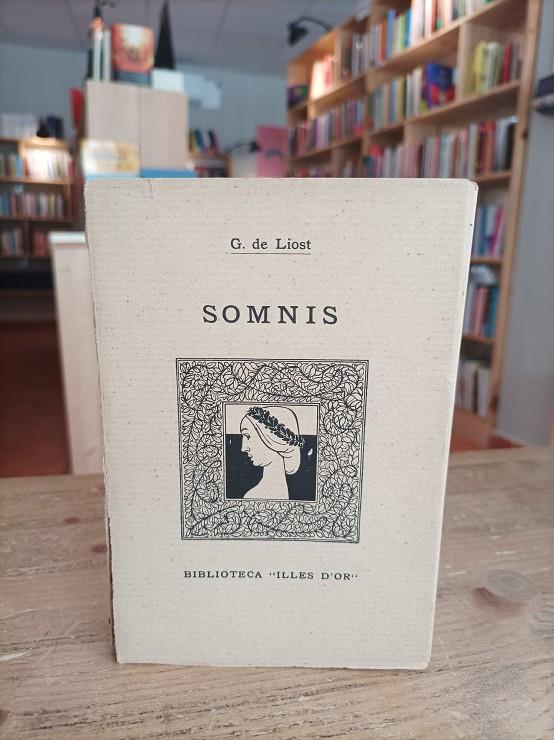 G. de Liost
SOMNIS
BIBLIOTECA “ILLES D'OR“